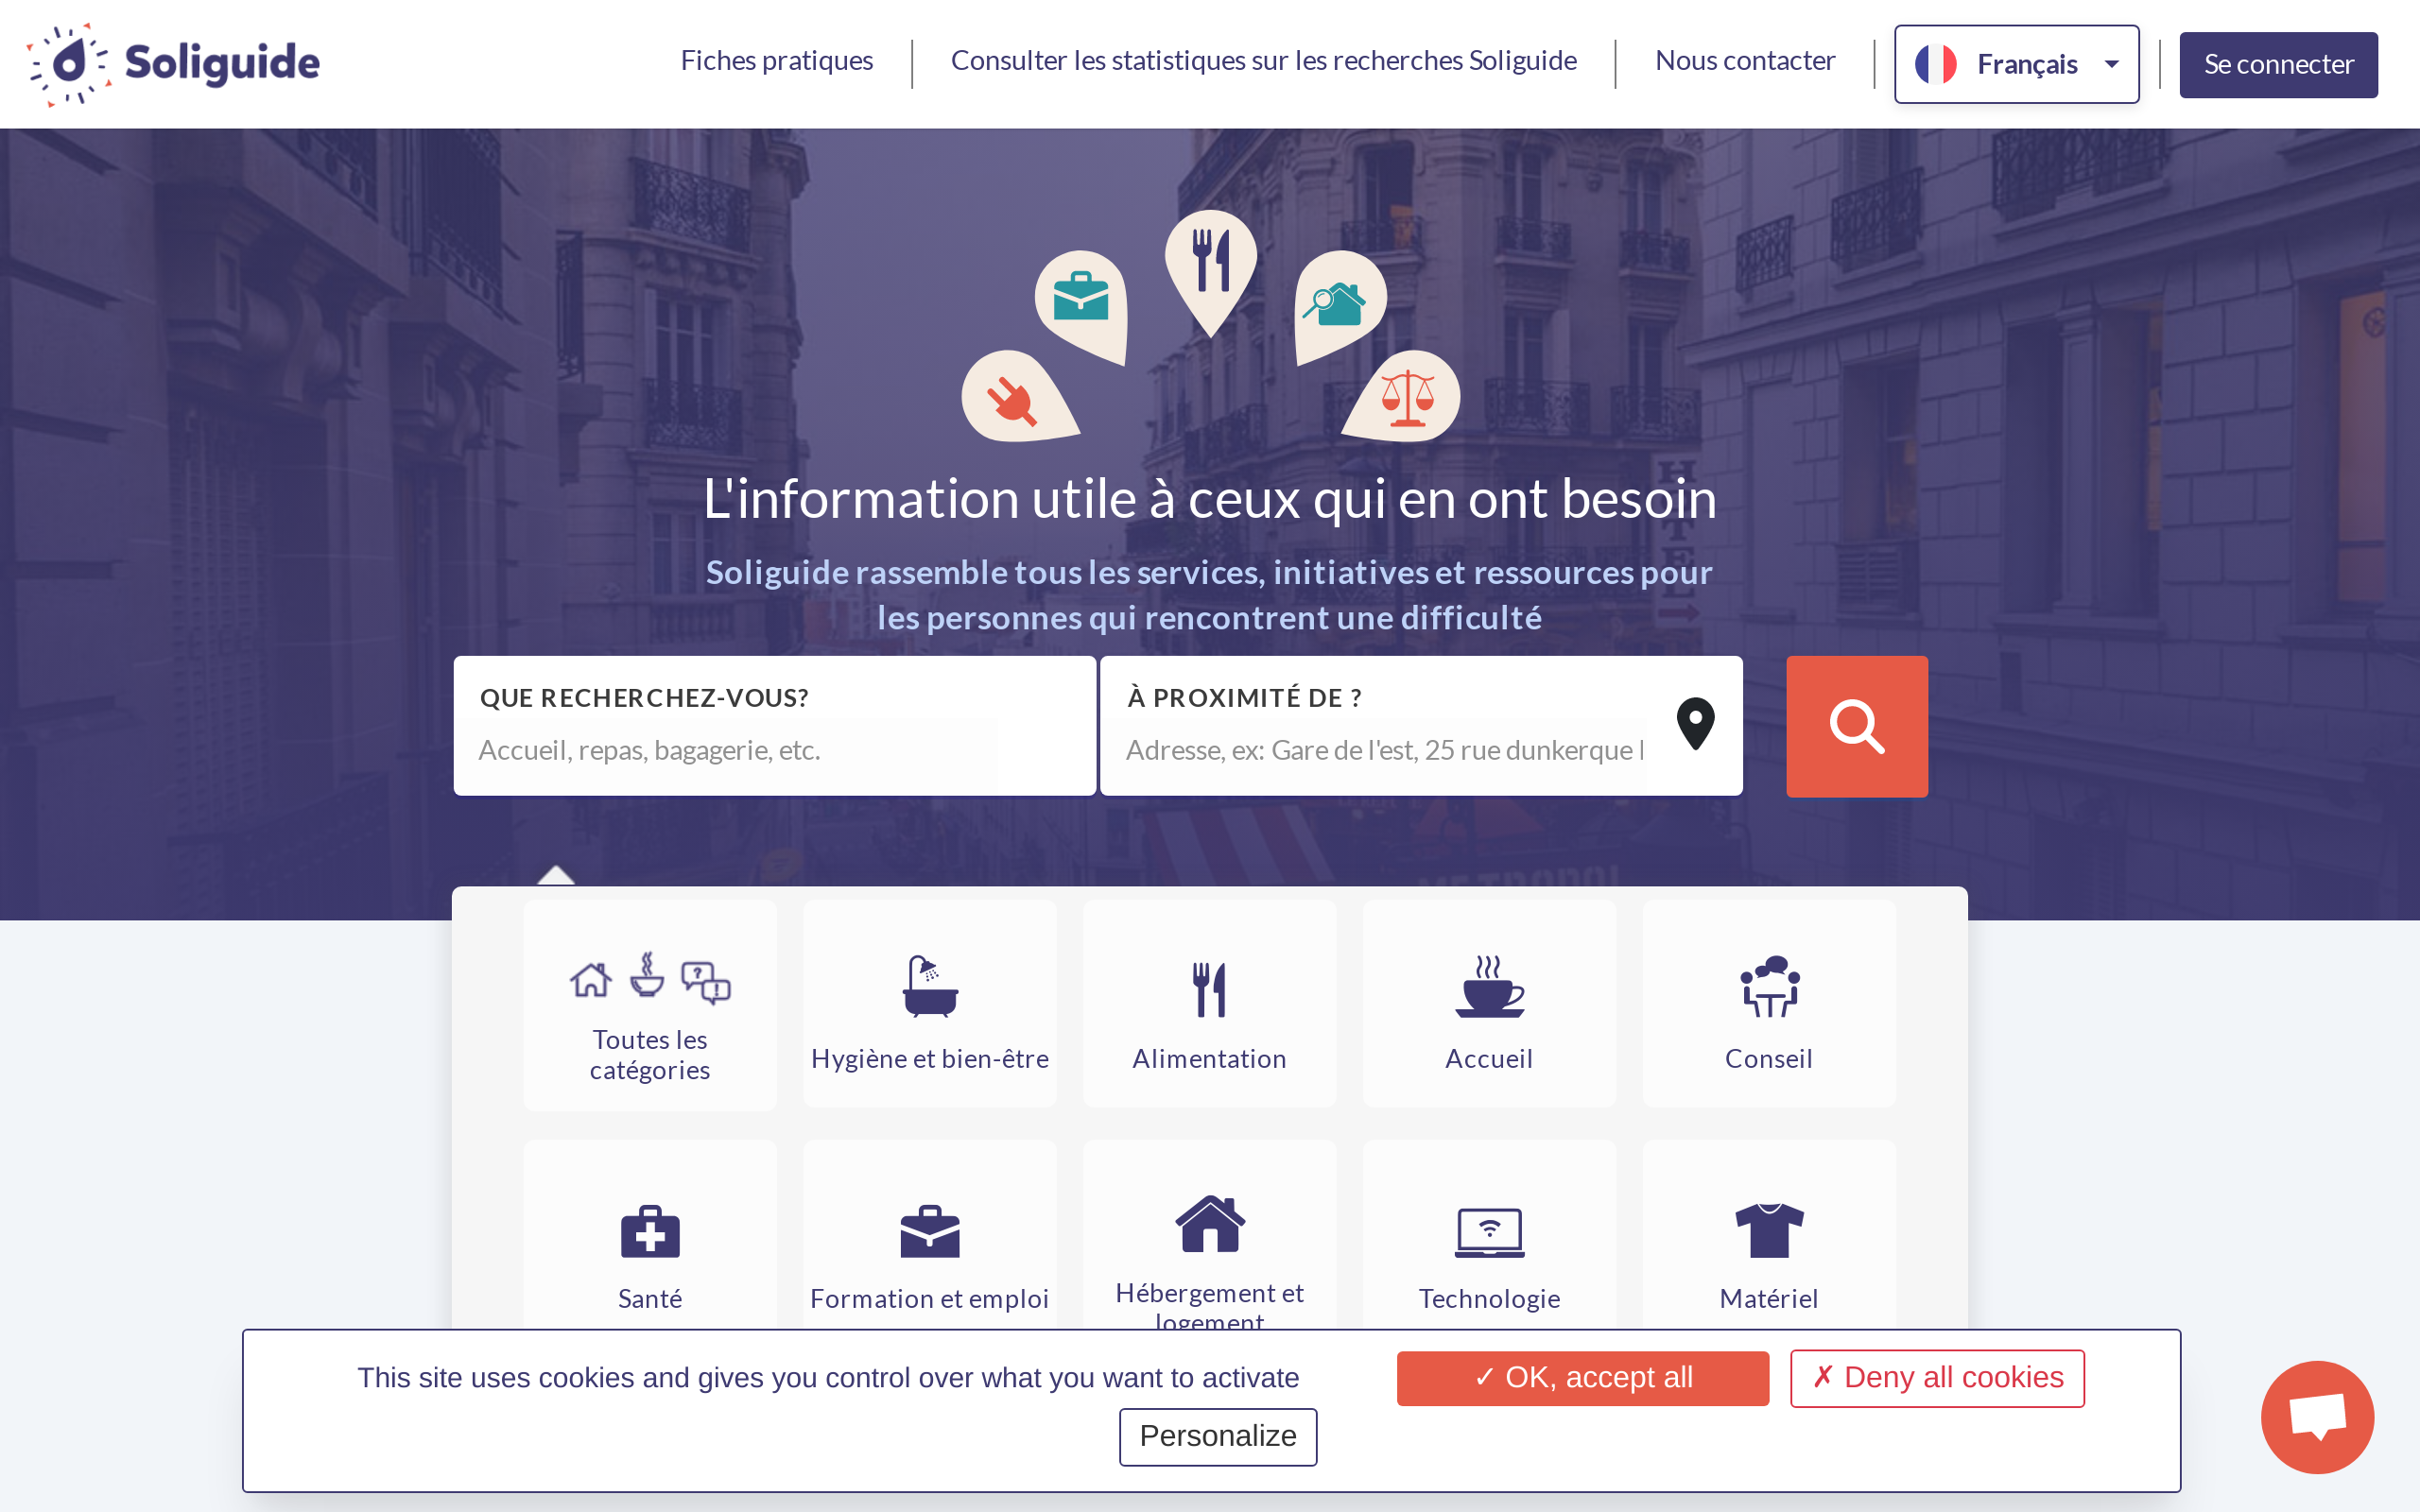 Soliguide
Fiches pratiques
Consulter les statistiques sur les recherches Soliguide
Nous contacter
Français
Se connecter
L'information utile à ceux qui en ont besoin
Soliguide rassemble tous les services, initiatives et ressources pour
les personnes qui rencontrent une difficulté
QUE RECHERCHEZ-VOUS?
Accueil, repas, bagagerie, etc.
À PROXIMITÉ DE ?
Adresse, ex: Gare de l'est, 25 rue dunkerque
Toutes les
catégories
Hygiène et bien-être
Alimentation
Accueil
Conseil
Santé
Formation et emploi
Hébergement et
logement
Technologie
Matériel
This site uses cookies and gives you control over what you want to activate
✓ OK, accept all
✗ Deny all cookies
Personalize